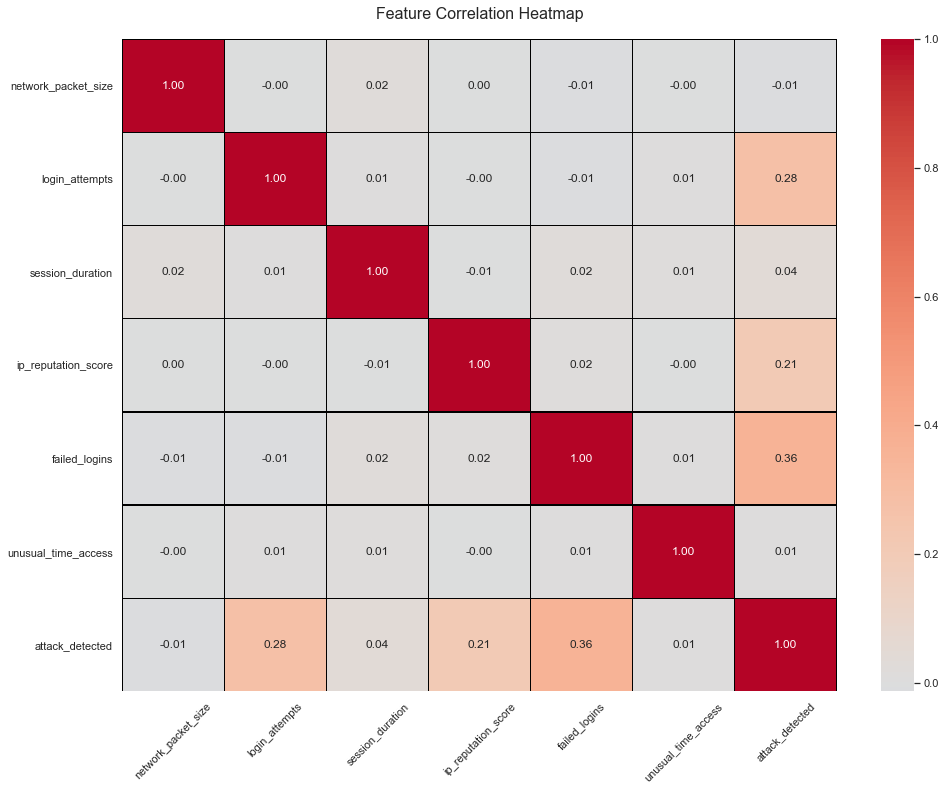 Feature Correlation Heatmap
network_packet_size 1.00 -0.00 0.02 0.00 -0.01 -0.00 -0.01
login_attempts -0.00 1.00 0.01 -0.00 -0.01 0.01 0.28
session_duration 0.02 0.01 1.00 -0.01 0.02 0.01 0.04
ip_reputation_score 0.00 -0.00 -0.01 1.00 0.02 -0.00 0.21
failed_logins -0.01 -0.01 0.02 0.02 1.00 0.01 0.36
unusual_time_access -0.00 0.01 0.01 -0.00 0.01 1.00 0.01
attack_detected -0.01 0.28 0.04 0.21 0.36 0.01 1.00
network_packet_size login_attempts session_duration ip_reputation_score failed_logins unusual_time_access attack_detected
1.0
0.8
0.6
0.4
0.2
0.0